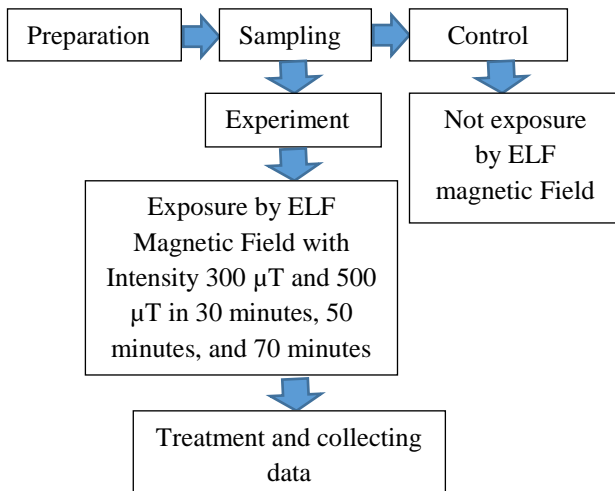 Preparation
Sampling
Control
Experiment
Not exposure
by ELF
magnetic Field
Exposure by ELF
Magnetic Field with
Intensity 300 µT and 500
µT in 30 minutes, 50
minutes, and 70 minutes
Treatment and collecting
data